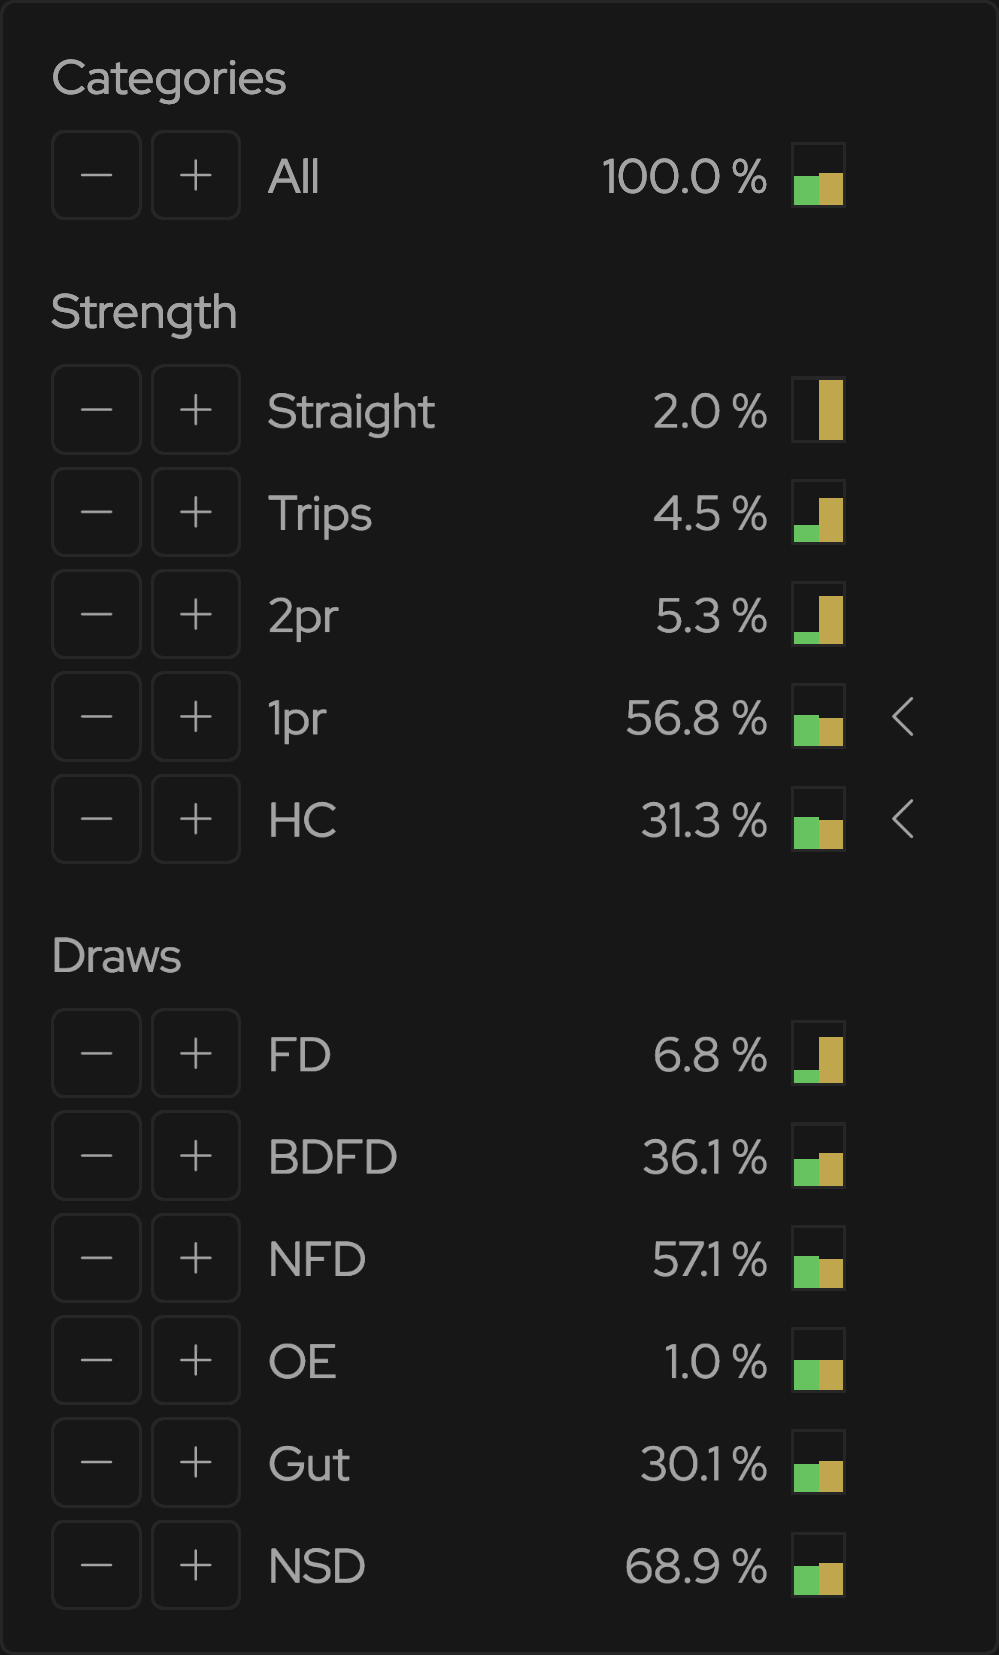 Categories
− + All 100.0 %
Strength
− + Straight 2.0 %
− + Trips 4.5 %
− + 2pr 5.3 %
− + 1pr 56.8 %
− + HC 31.3 %
Draws
− + FD 6.8 %
− + BDFD 36.1 %
− + NFD 57.1 %
− + OE 1.0 %
− + Gut 30.1 %
− + NSD 68.9 %